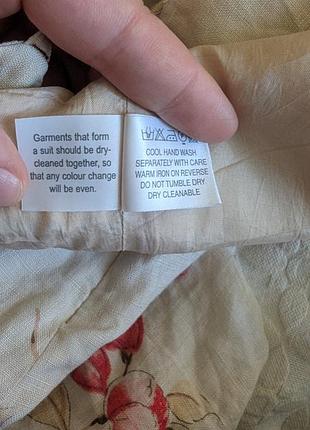 Garments that form
a suit should be dry-
cleaned together, so
that any colour change
will be even.
COOL HAND WASH
SEPARATELY WITH CARE
WARM IRON ON REVERSE
DO NOT TUMBLE DRY
DRY CLEANABLE